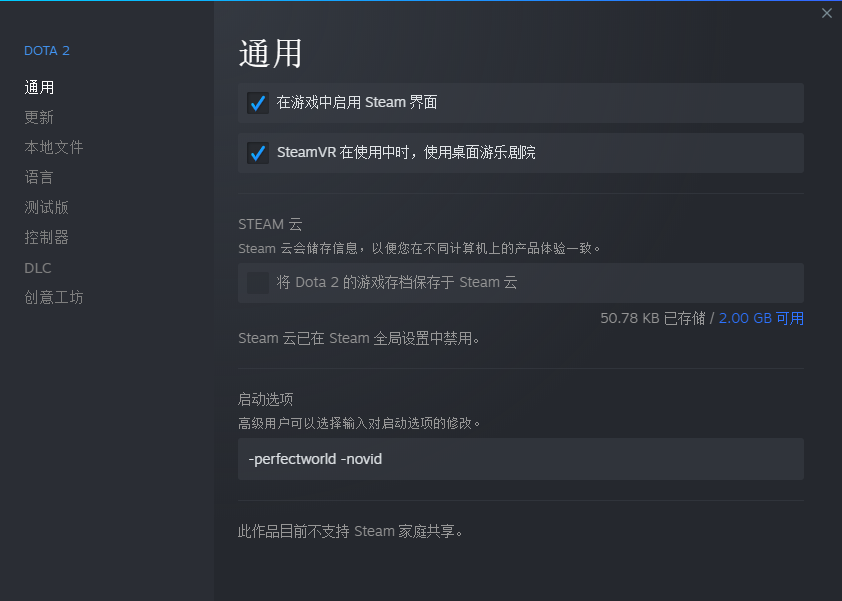 DOTA 2
通用
更新
本地文件
语言
测试版
控制器
DLC
创意工坊
通用
在游戏中启用 Steam 界面
SteamVR 在使用中时，使用桌面游乐剧院
STEAM 云
Steam 云会储存信息，以便您在不同计算机上的产品体验一致。
将 Dota 2 的游戏存档保存于 Steam 云
50.78 KB 已存储 / 2.00 GB 可用
Steam 云已在 Steam 全局设置中禁用。
启动选项
高级用户可以选择输入对启动选项的修改。
-perfectworld -novid
此作品目前不支持 Steam 家庭共享。